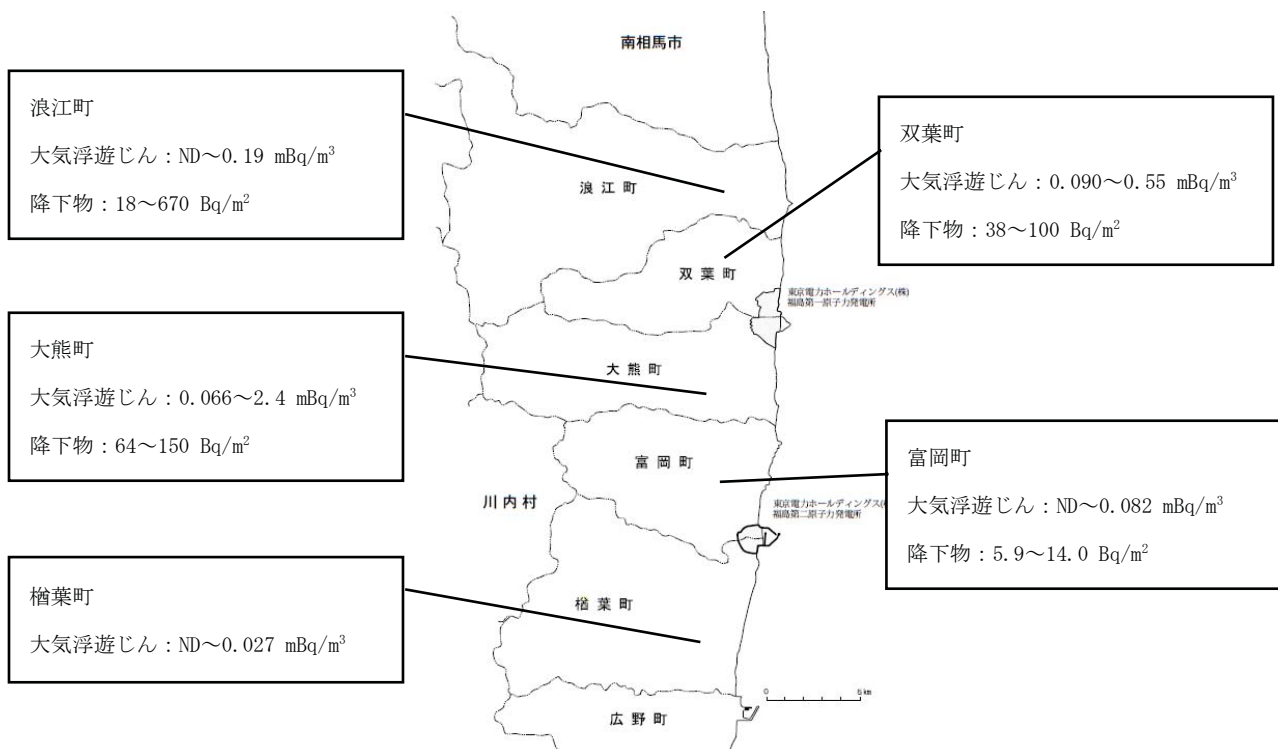 南相馬市
浪江町
大気浮遊じん：ND～0.19 mBq/m³
降下物：18～670 Bq/m²
双葉町
大気浮遊じん：0.090～0.55 mBq/m³
降下物：38～100 Bq/m²
浪江町
双葉町
東京電力ホールディングス(株)
福島第一原子力発電所
大熊町
大気浮遊じん：0.066～2.4 mBq/m³
降下物：64～150 Bq/m²
大熊町
富岡町
大気浮遊じん：ND～0.082 mBq/m³
降下物：5.9～14.0 Bq/m²
富岡町
川内村
東京電力ホールディングス(
福島第二原子力発電所
楢葉町
大気浮遊じん：ND～0.027 mBq/m³
楢葉町
0 5km
広野町